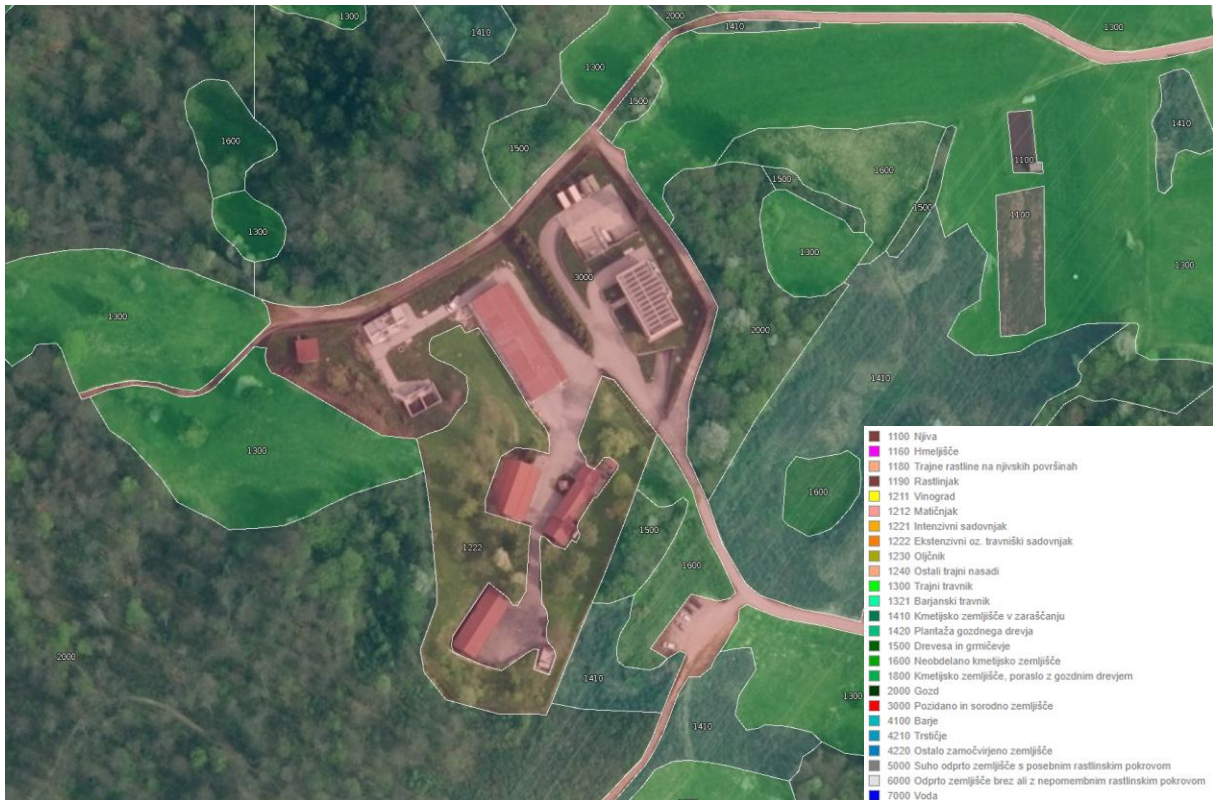 1300
2000
1410
1300
1410
1300
1500
1410
1600
1500
1100
1600
1500
1500
1100
1300
1300
1300
3000
1300
2000
1410
1300
1600
1500
1222
1600
2000
1410
1300
1410
1100 Njiva
1160 Hmeljišče
1180 Trajne rastline na njivskih površinah
1190 Rastlinjak
1211 Vinograd
1212 Matičnjak
1221 Intenzivni sadovnjak
1222 Ekstenzivni oz. travniški sadovnjak
1230 Oljčnik
1240 Ostali trajni nasadi
1300 Trajni travnik
1321 Barjanski travnik
1410 Kmetijsko zemljišče v zaraščanju
1420 Plantaža gozdnega drevja
1500 Drevesa in grmičevje
1600 Neobdelano kmetijsko zemljišče
1800 Kmetijsko zemljišče, poraslo z gozdnim drevjem
2000 Gozd
3000 Pozidano in sorodno zemljišče
4100 Barje
4210 Trstičje
4220 Ostalo zamočvirjeno zemljišče
5000 Suho odprto zemljišče s posebnim rastlinskim pokrovom
6000 Odprto zemljišče brez ali z nepomembnim rastlinskim pokrovom
7000 Voda